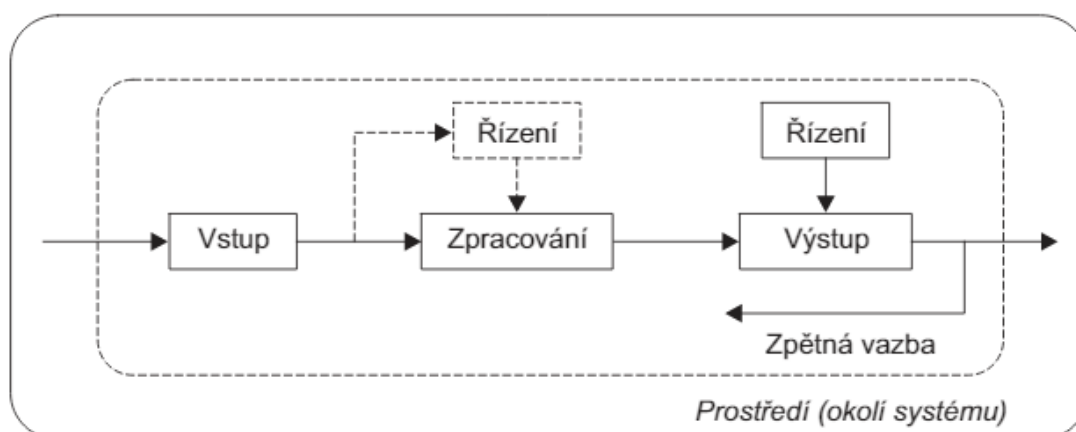 Řízení
Řízení
Vstup
Zpracování
Výstup
Zpětná vazba
Prostředí (okolí systému)